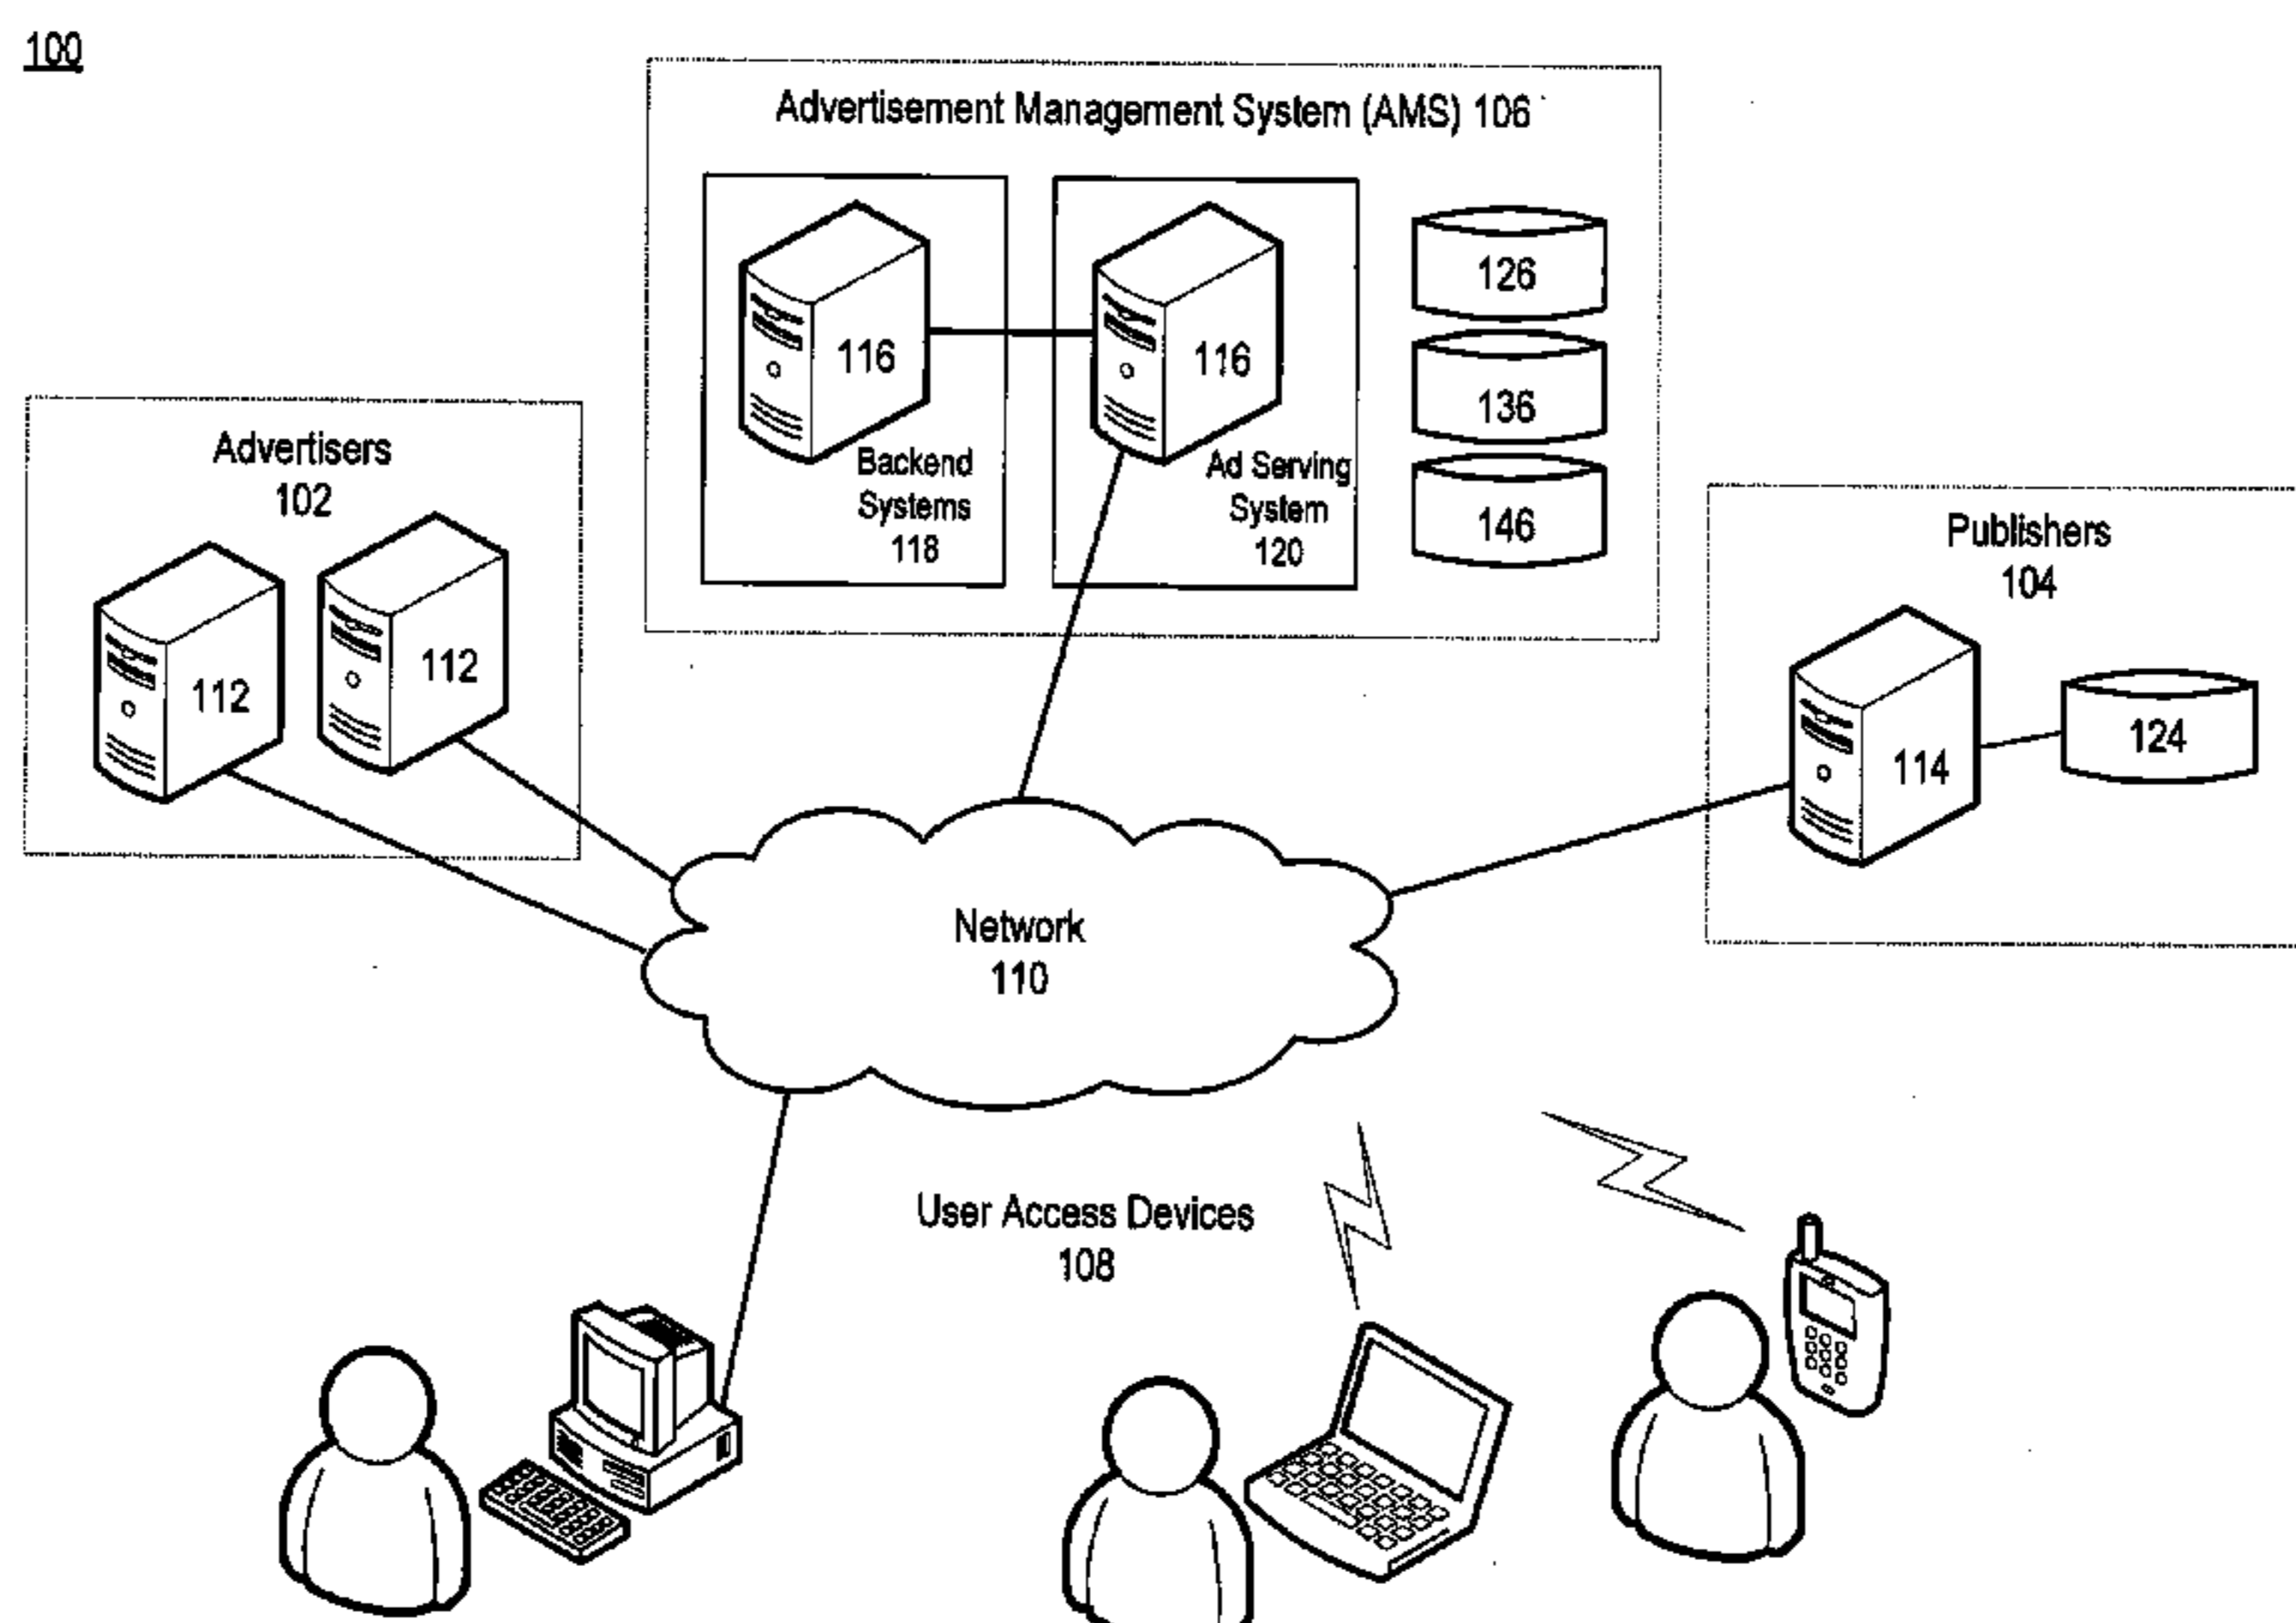 100
Advertisement Management System (AMS) 106
116
Backend
Systems
118
116
Ad Serving
System
120
126
136
146
Advertisers
102
112
112
Publishers
104
114
124
Network
110
User Access Devices
108